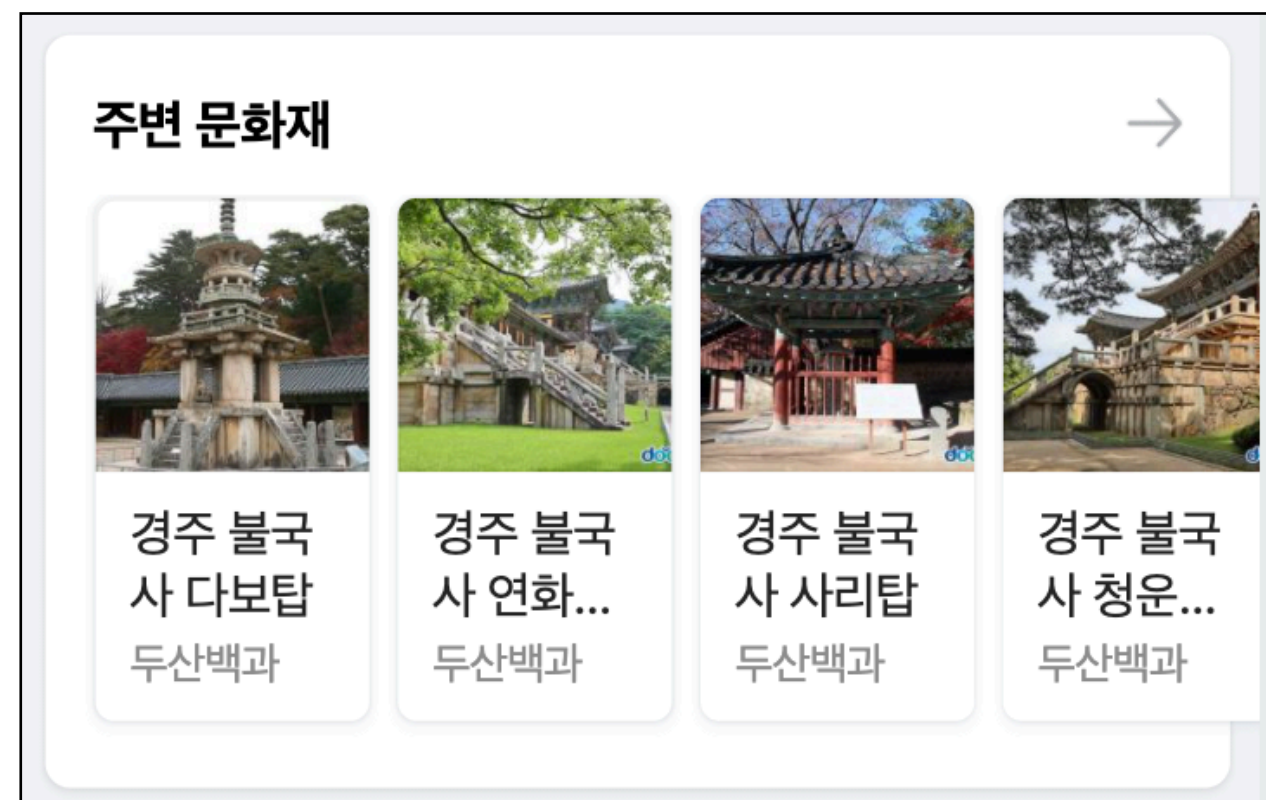 주변 문화재
경주 불국
사 다보탑
두산백과
경주 불국
사 연화...
두산백과
경주 불국
사 사리탑
두산백과
경주 불국
사 청운...
두산백과